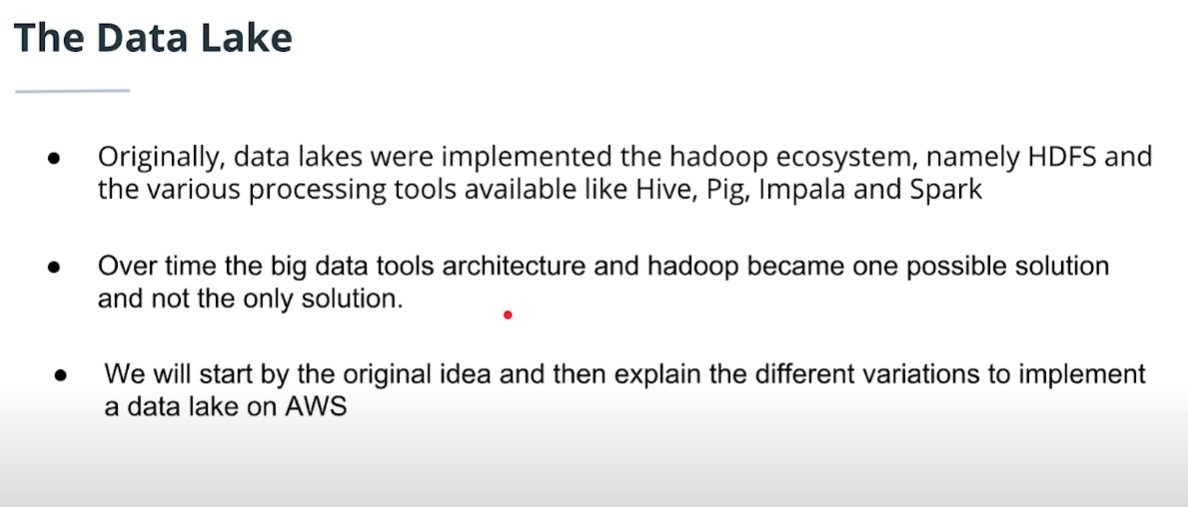 The Data Lake
● Originally, data lakes were implemented the hadoop ecosystem, namely HDFS and
the various processing tools available like Hive, Pig, Impala and Spark
● Over time the big data tools architecture and hadoop became one possible solution
and not the only solution.
● We will start by the original idea and then explain the different variations to implement
a data lake on AWS